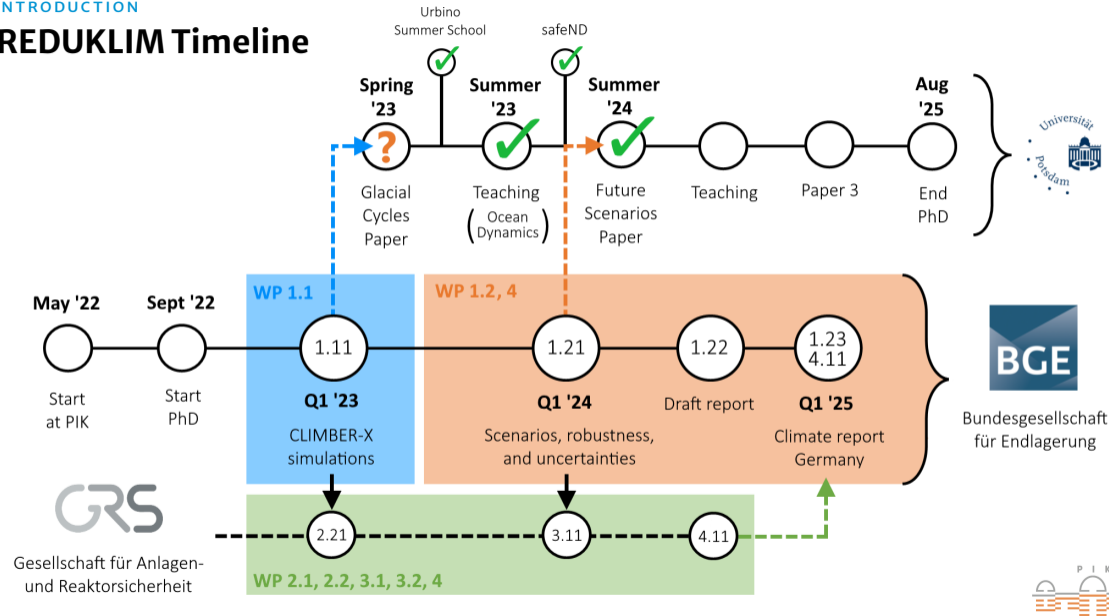 INTRODUCTION
REDUKLIM Timeline
Urbino
Summer School
safeND
Spring
'23
Summer
'23
Summer
'24
Aug
'25
?
Glacial
Cycles
Paper
Teaching
(Ocean
Dynamics)
Future
Scenarios
Paper
Teaching
Paper 3
End
PhD
Universität
Potsdam
WP 1.1
WP 1.2, 4
May '22
Sept '22
1.11
1.21
1.22
1.23
4.11
Start
at PIK
Start
PhD
Q1 '23
CLIMBER-X
simulations
Q1 '24
Scenarios, robustness,
and uncertainties
Draft report
Q1 '25
Climate report
Germany
BGE
Bundesgesellschaft
für Endlagerung
GRS
Gesellschaft für Anlagen-
und Reaktorsicherheit
2.21
3.11
4.11
WP 2.1, 2.2, 3.1, 3.2, 4
P I K